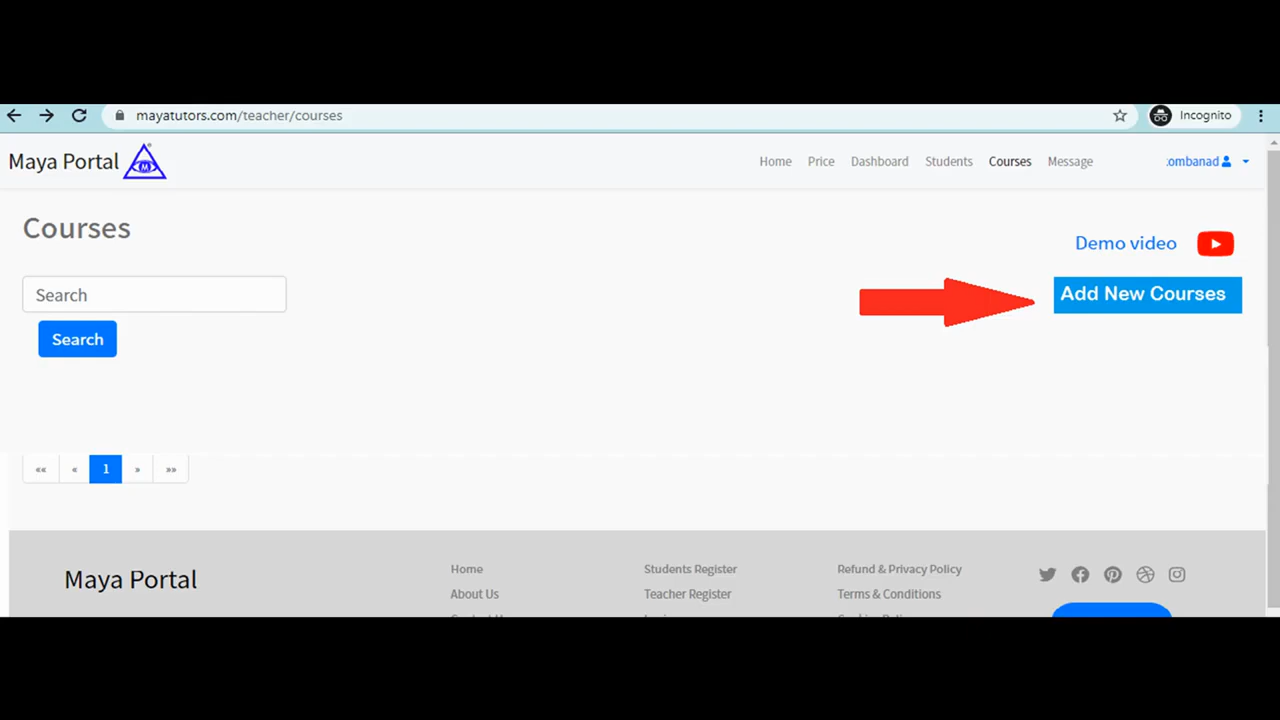 mayatutors.com/teacher/courses
Incognito
Maya Portal M
Home Price Dashboard Students Courses Message
Courses
Demo video
Search
Add New Courses
Search
«« « 1 » »»
Maya Portal
Home Students Register Refund & Privacy Policy
About Us Teacher Register Terms & Conditions